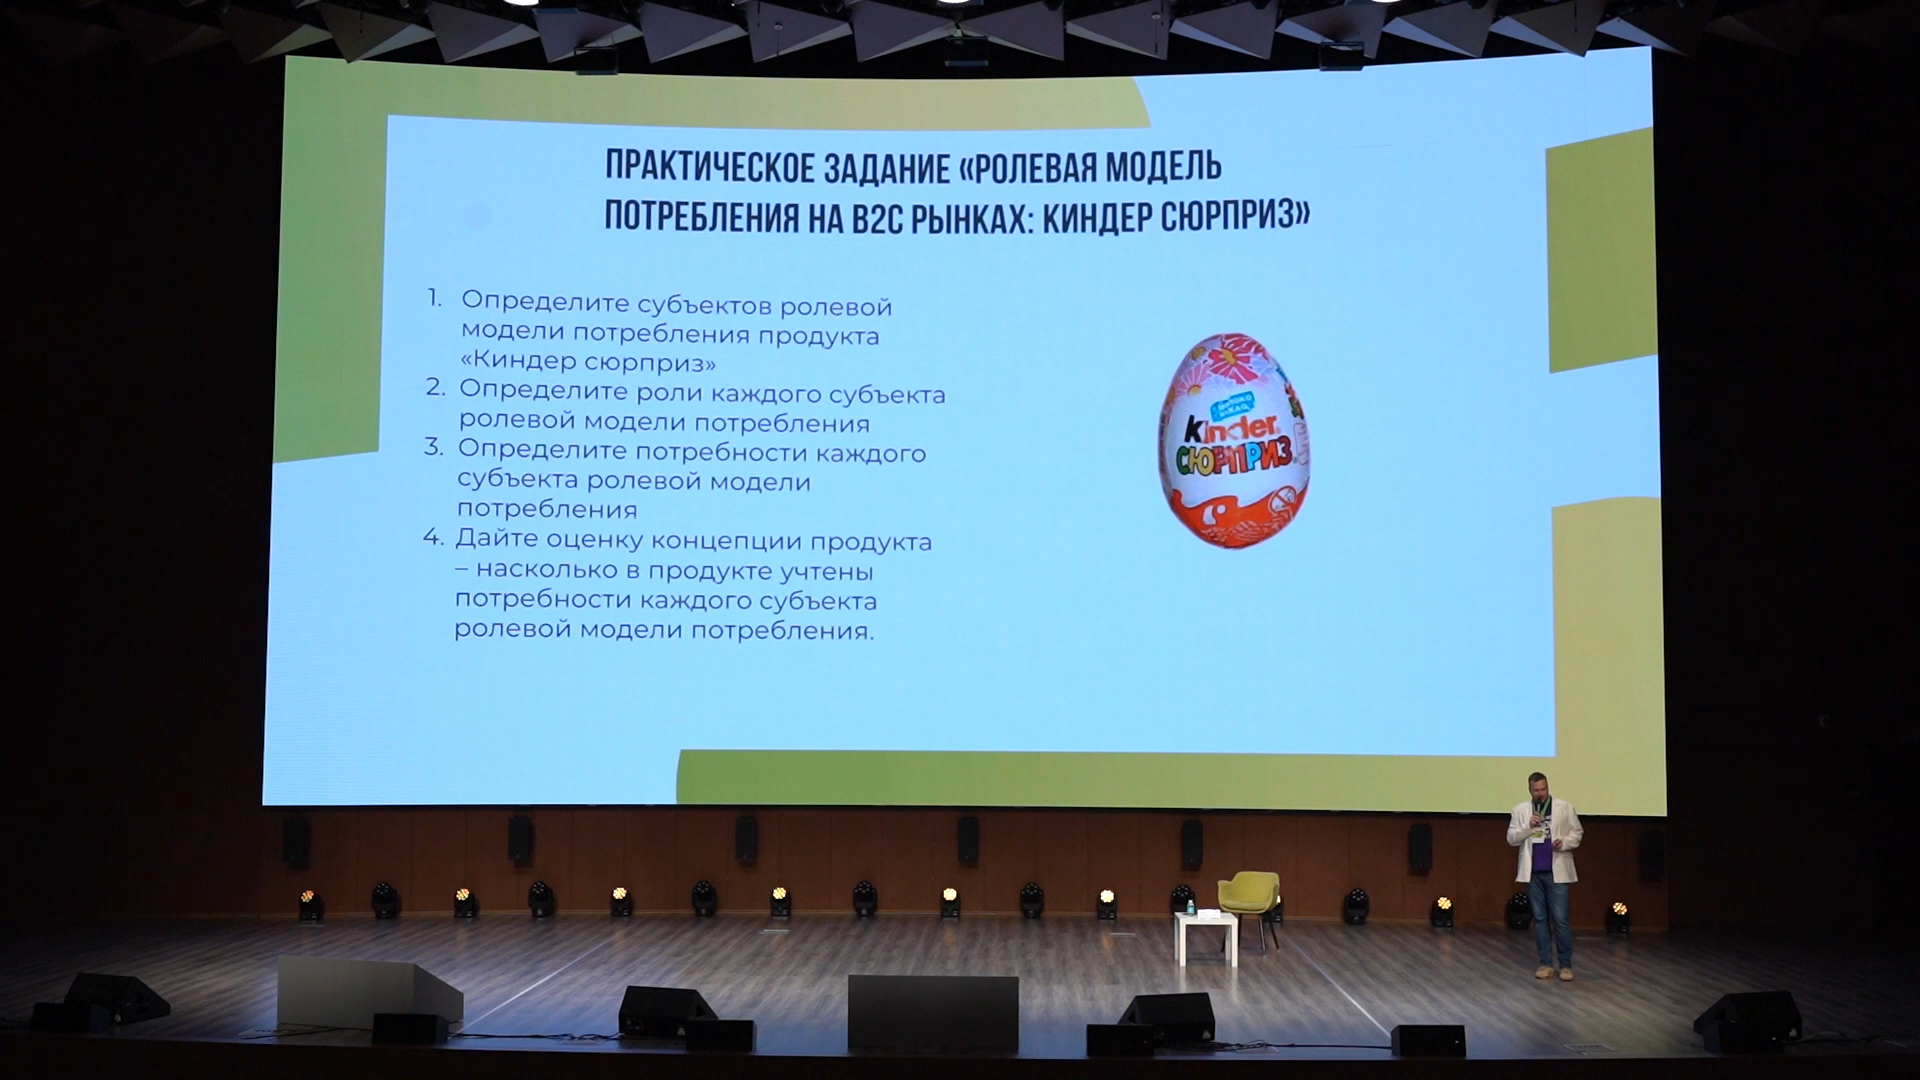 ПРАКТИЧЕСКОЕ ЗАДАНИЕ «РОЛЕВАЯ МОДЕЛЬ
ПОТРЕБЛЕНИЯ НА B2C РЫНКАХ: КИНДЕР СЮРПРИЗ»
1. Определите субъектов ролевой
модели потребления продукта
«Киндер сюрприз»
2. Определите роли каждого субъекта
ролевой модели потребления
3. Определите потребности каждого
субъекта ролевой модели
потребления
4. Дайте оценку концепции продукта
– насколько в продукте учтены
потребности каждого субъекта
ролевой модели потребления.
kinder
СЮРПРИЗ